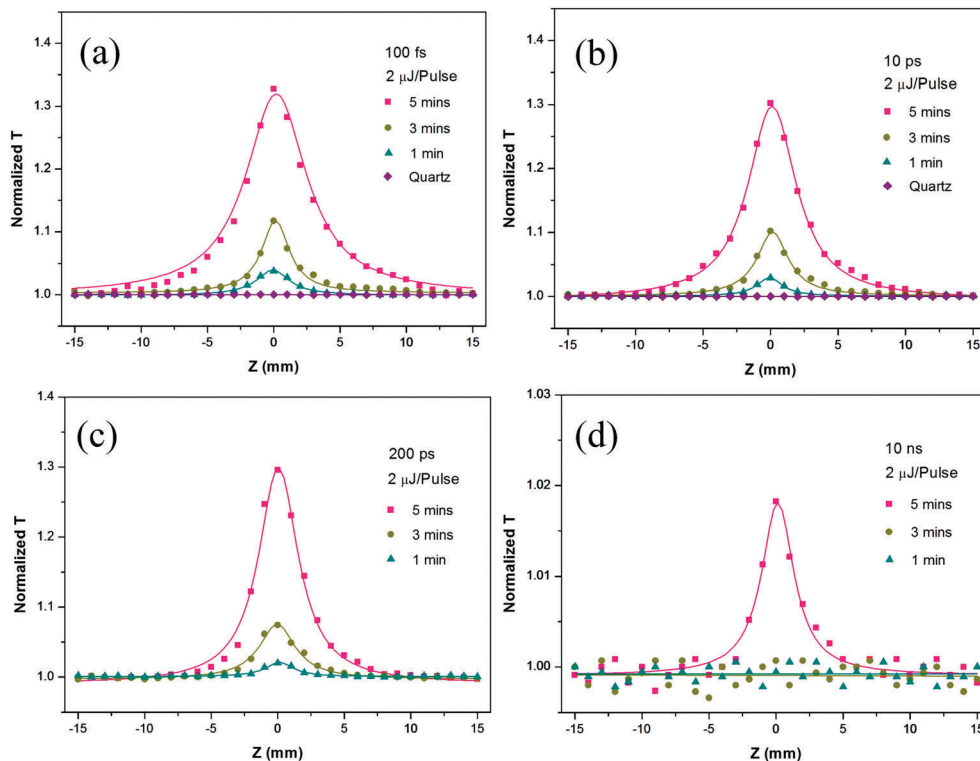 (a)
100 fs
2 μJ/Pulse
5 mins
3 mins
1 min
Quartz
Normalized T
1.4
1.3
1.2
1.1
1.0
-15 -10 -5 0 5 10 15
Z (mm)
(b)
10 ps
2 μJ/Pulse
5 mins
3 mins
1 min
Quartz
Normalized T
1.4
1.3
1.2
1.1
1.0
-15 -10 -5 0 5 10 15
Z (mm)
(c)
200 ps
2 μJ/Pulse
5 mins
3 mins
1 min
Normalized T
1.4
1.3
1.2
1.1
1.0
-15 -10 -5 0 5 10 15
Z (mm)
(d)
10 ns
2 μJ/Pulse
5 mins
3 mins
1 min
Normalized T
1.03
1.02
1.01
1.00
-15 -10 -5 0 5 10 15
Z (mm)